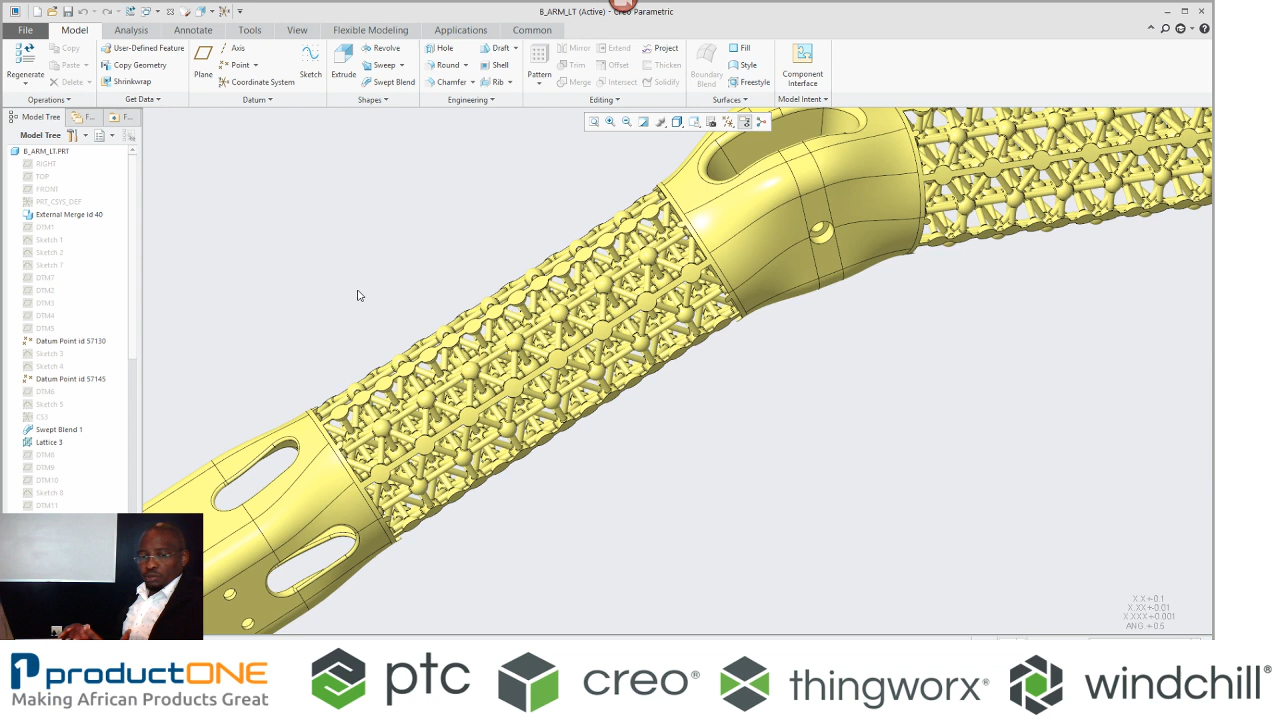 B_ARM_LT (Active) - Creo Parametric
File Model Analysis Annotate Tools View Flexible Modeling Applications Common
Regenerate
Copy
Paste
Delete
Operations
User-Defined Feature
Copy Geometry
Shrinkwrap
Get Data
Plane
Axis
Point
Coordinate System
Sketch
Datum
Extrude
Revolve
Sweep
Swept Blend
Shapes
Hole
Round
Chamfer
Draft
Shell
Rib
Engineering
Pattern
Mirror
Trim
Merge
Extend
Offset
Intersect
Project
Thicken
Solidify
Editing
Boundary
Blend
Fill
Style
Freestyle
Surfaces
Component
Interface
Model Intent
Model Tree F... F...
Model Tree
B_ARM_LT.PRT
RIGHT
TOP
FRONT
PRT_CSYS_DEF
External Merge id 40
DTM1
Sketch 1
Sketch 2
Sketch 7
DTM7
DTM2
DTM3
DTM4
DTM5
Datum Point id 57130
Sketch 3
Sketch 4
Datum Point id 57145
DTM6
Sketch 5
CS3
Swept Blend 1
Lattice 3
DTM8
DTM9
DTM10
Sketch 8
DTM11
X.X +-0.1
X.XX +-0.01
X.XXX +-0.001
ANG. +-0.5
1 productONE
Making African Products Great
ptc
creo®
thingworx®
windchill®